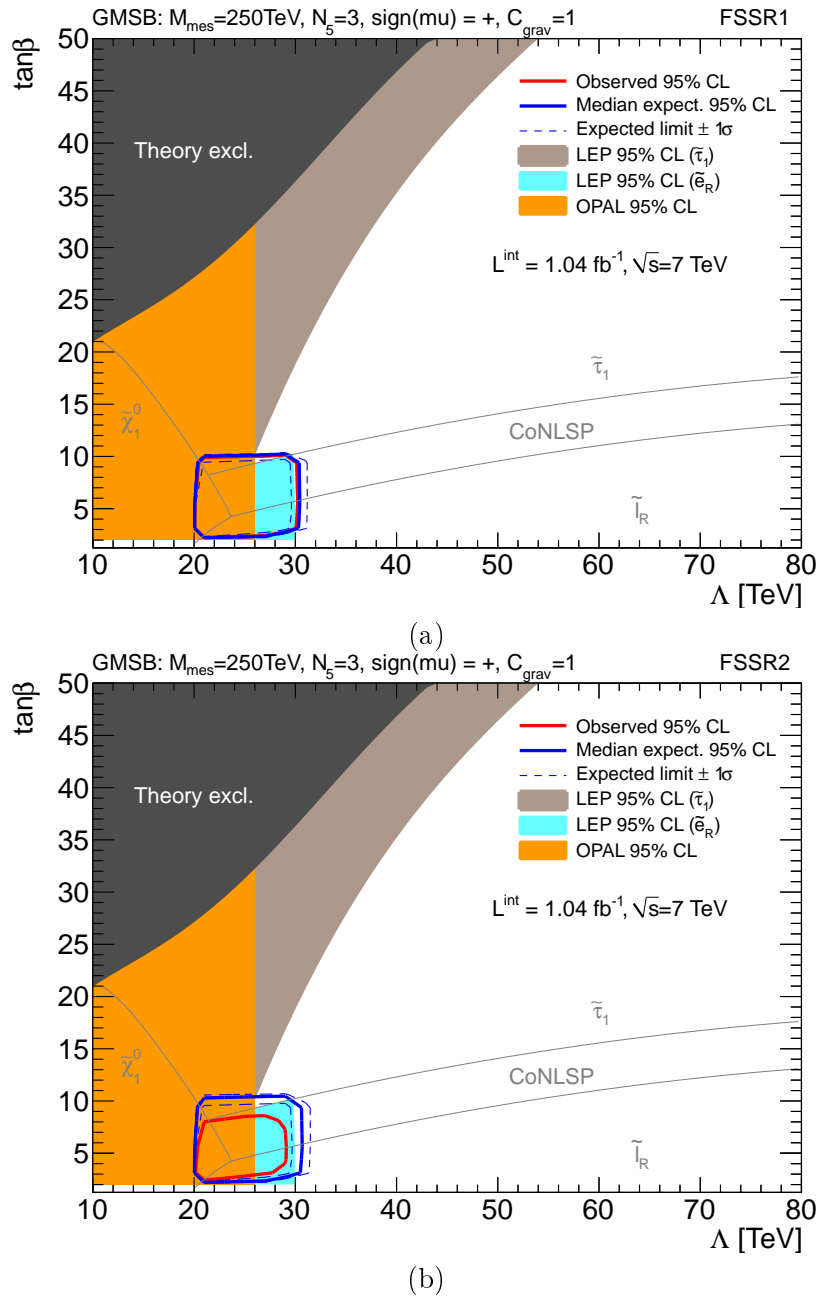 GMSB: M_mes=250TeV, N_5=3, sign(mu) = +, C_grav=1 FSSR1
tanβ
50
45
40
35
30
25
20
15
10
5
Observed 95% CL
Median expect. 95% CL
Expected limit ± 1σ
LEP 95% CL (τ̃_1)
LEP 95% CL (ẽ_R)
OPAL 95% CL
Theory excl.
L^int = 1.04 fb^-1, √s=7 TeV
τ̃_1
χ̃_1^0
CoNLSP
l̃_R
10 20 30 40 50 60 70 80
Λ [TeV]
(a)
GMSB: M_mes=250TeV, N_5=3, sign(mu) = +, C_grav=1 FSSR2
tanβ
50
45
40
35
30
25
20
15
10
5
Observed 95% CL
Median expect. 95% CL
Expected limit ± 1σ
LEP 95% CL (τ̃_1)
LEP 95% CL (ẽ_R)
OPAL 95% CL
Theory excl.
L^int = 1.04 fb^-1, √s=7 TeV
τ̃_1
χ̃_1^0
CoNLSP
l̃_R
10 20 30 40 50 60 70 80
Λ [TeV]
(b)